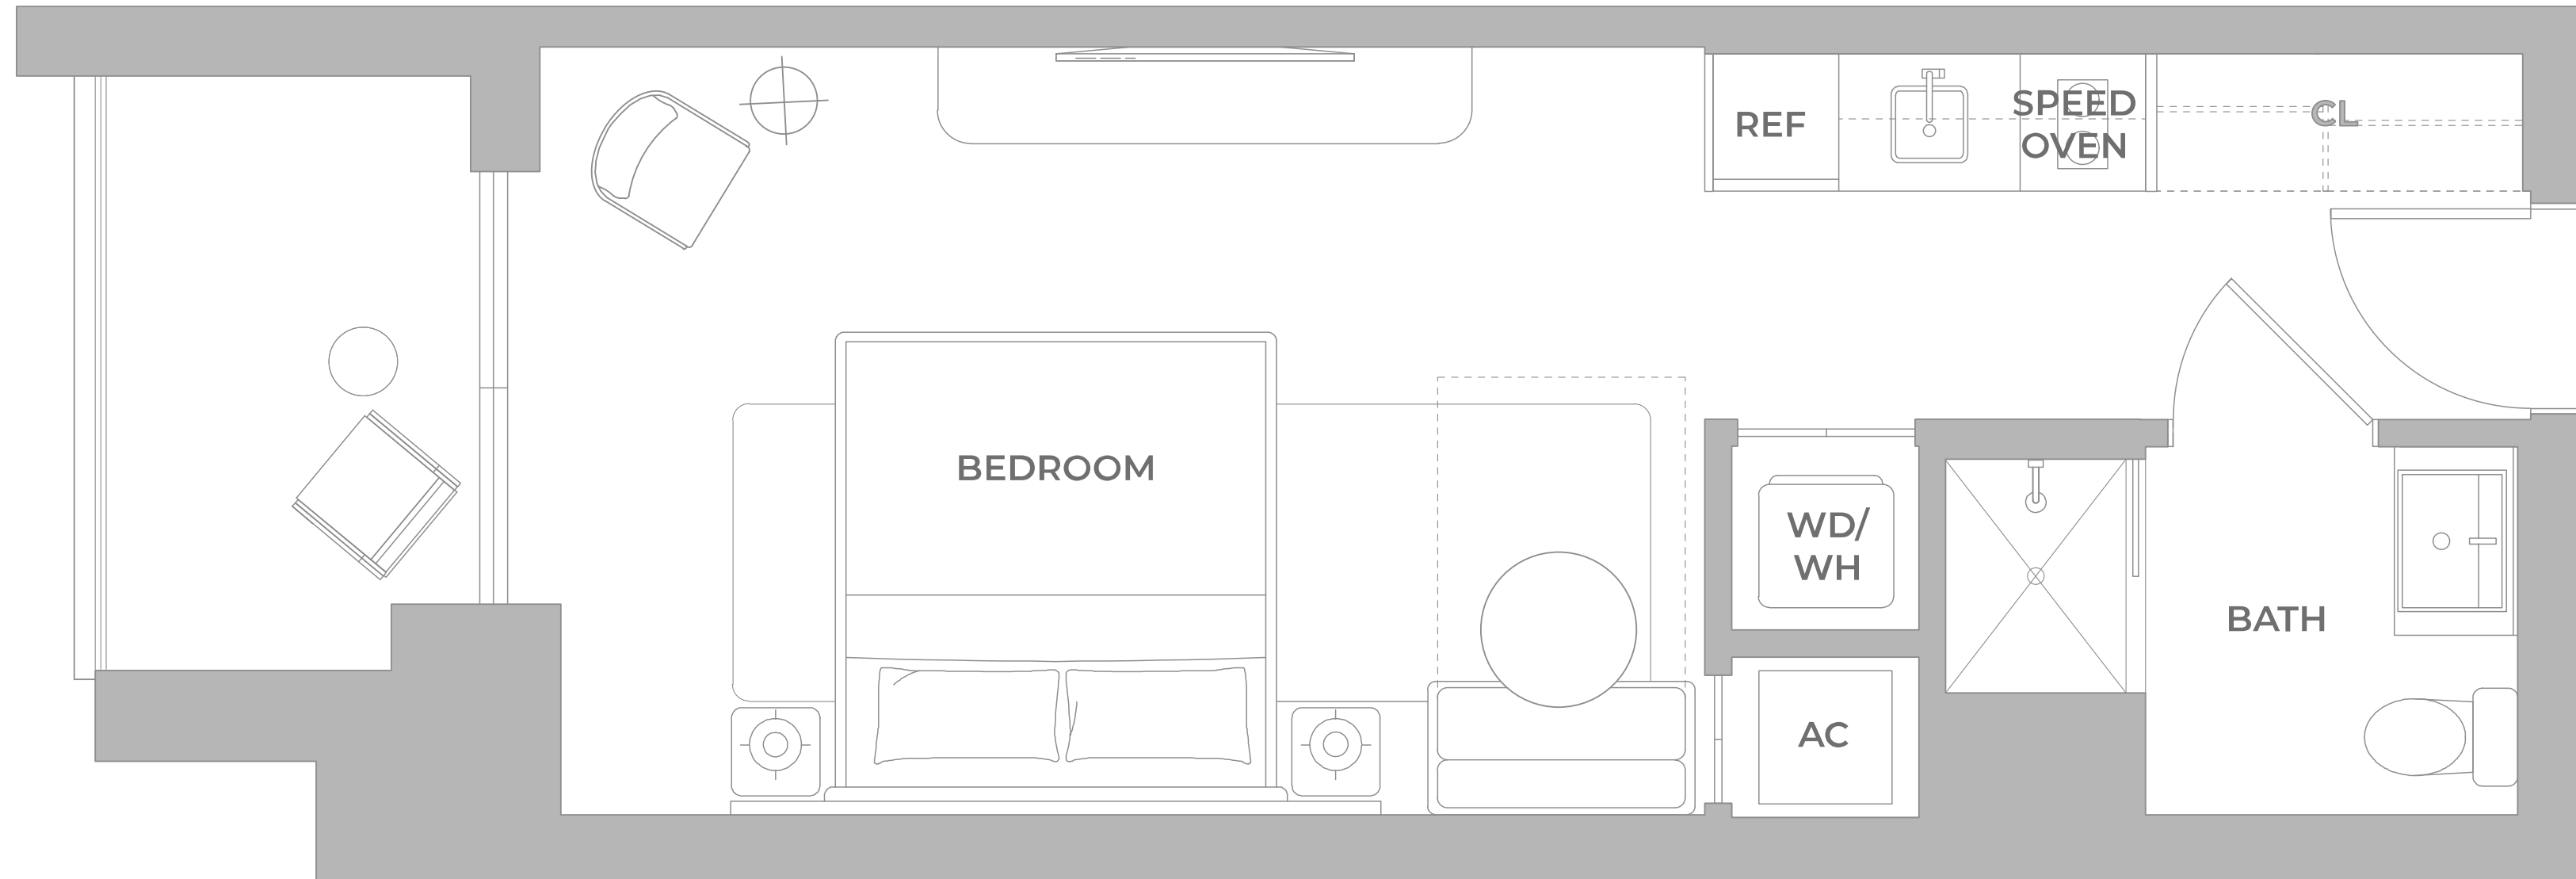 REF
SPEED
OVEN
CL
BEDROOM
WD/
WH
BATH
AC